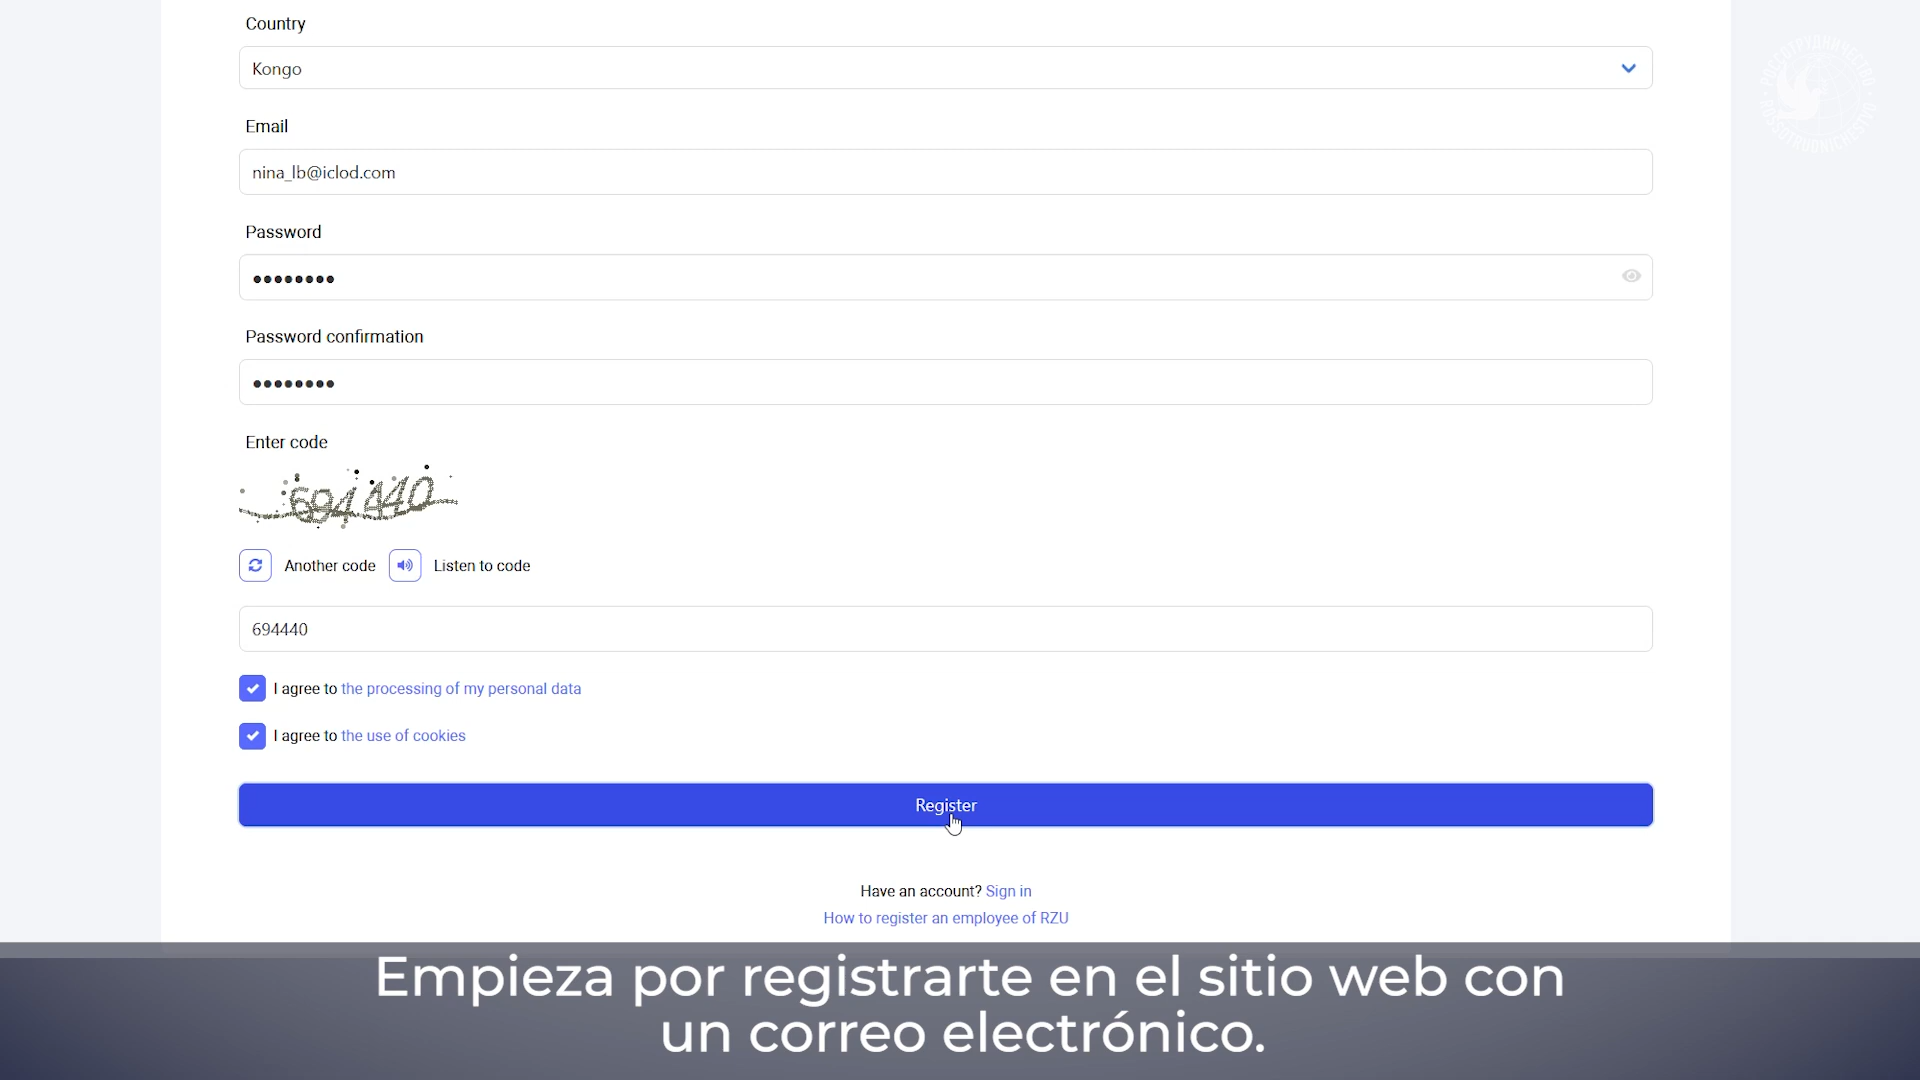 Country
Kongo
Email
nina_lb@iclod.com
Password
Password confirmation
Enter code
694440
Another code
Listen to code
694440
I agree to the processing of my personal data
I agree to the use of cookies
Register
Have an account? Sign in
How to register an employee of RZU
Empieza por registrarte en el sitio web con
un correo electrónico.
РОССОТРУДНИЧЕСТВО
ROSSOTRUDNICHESTVO